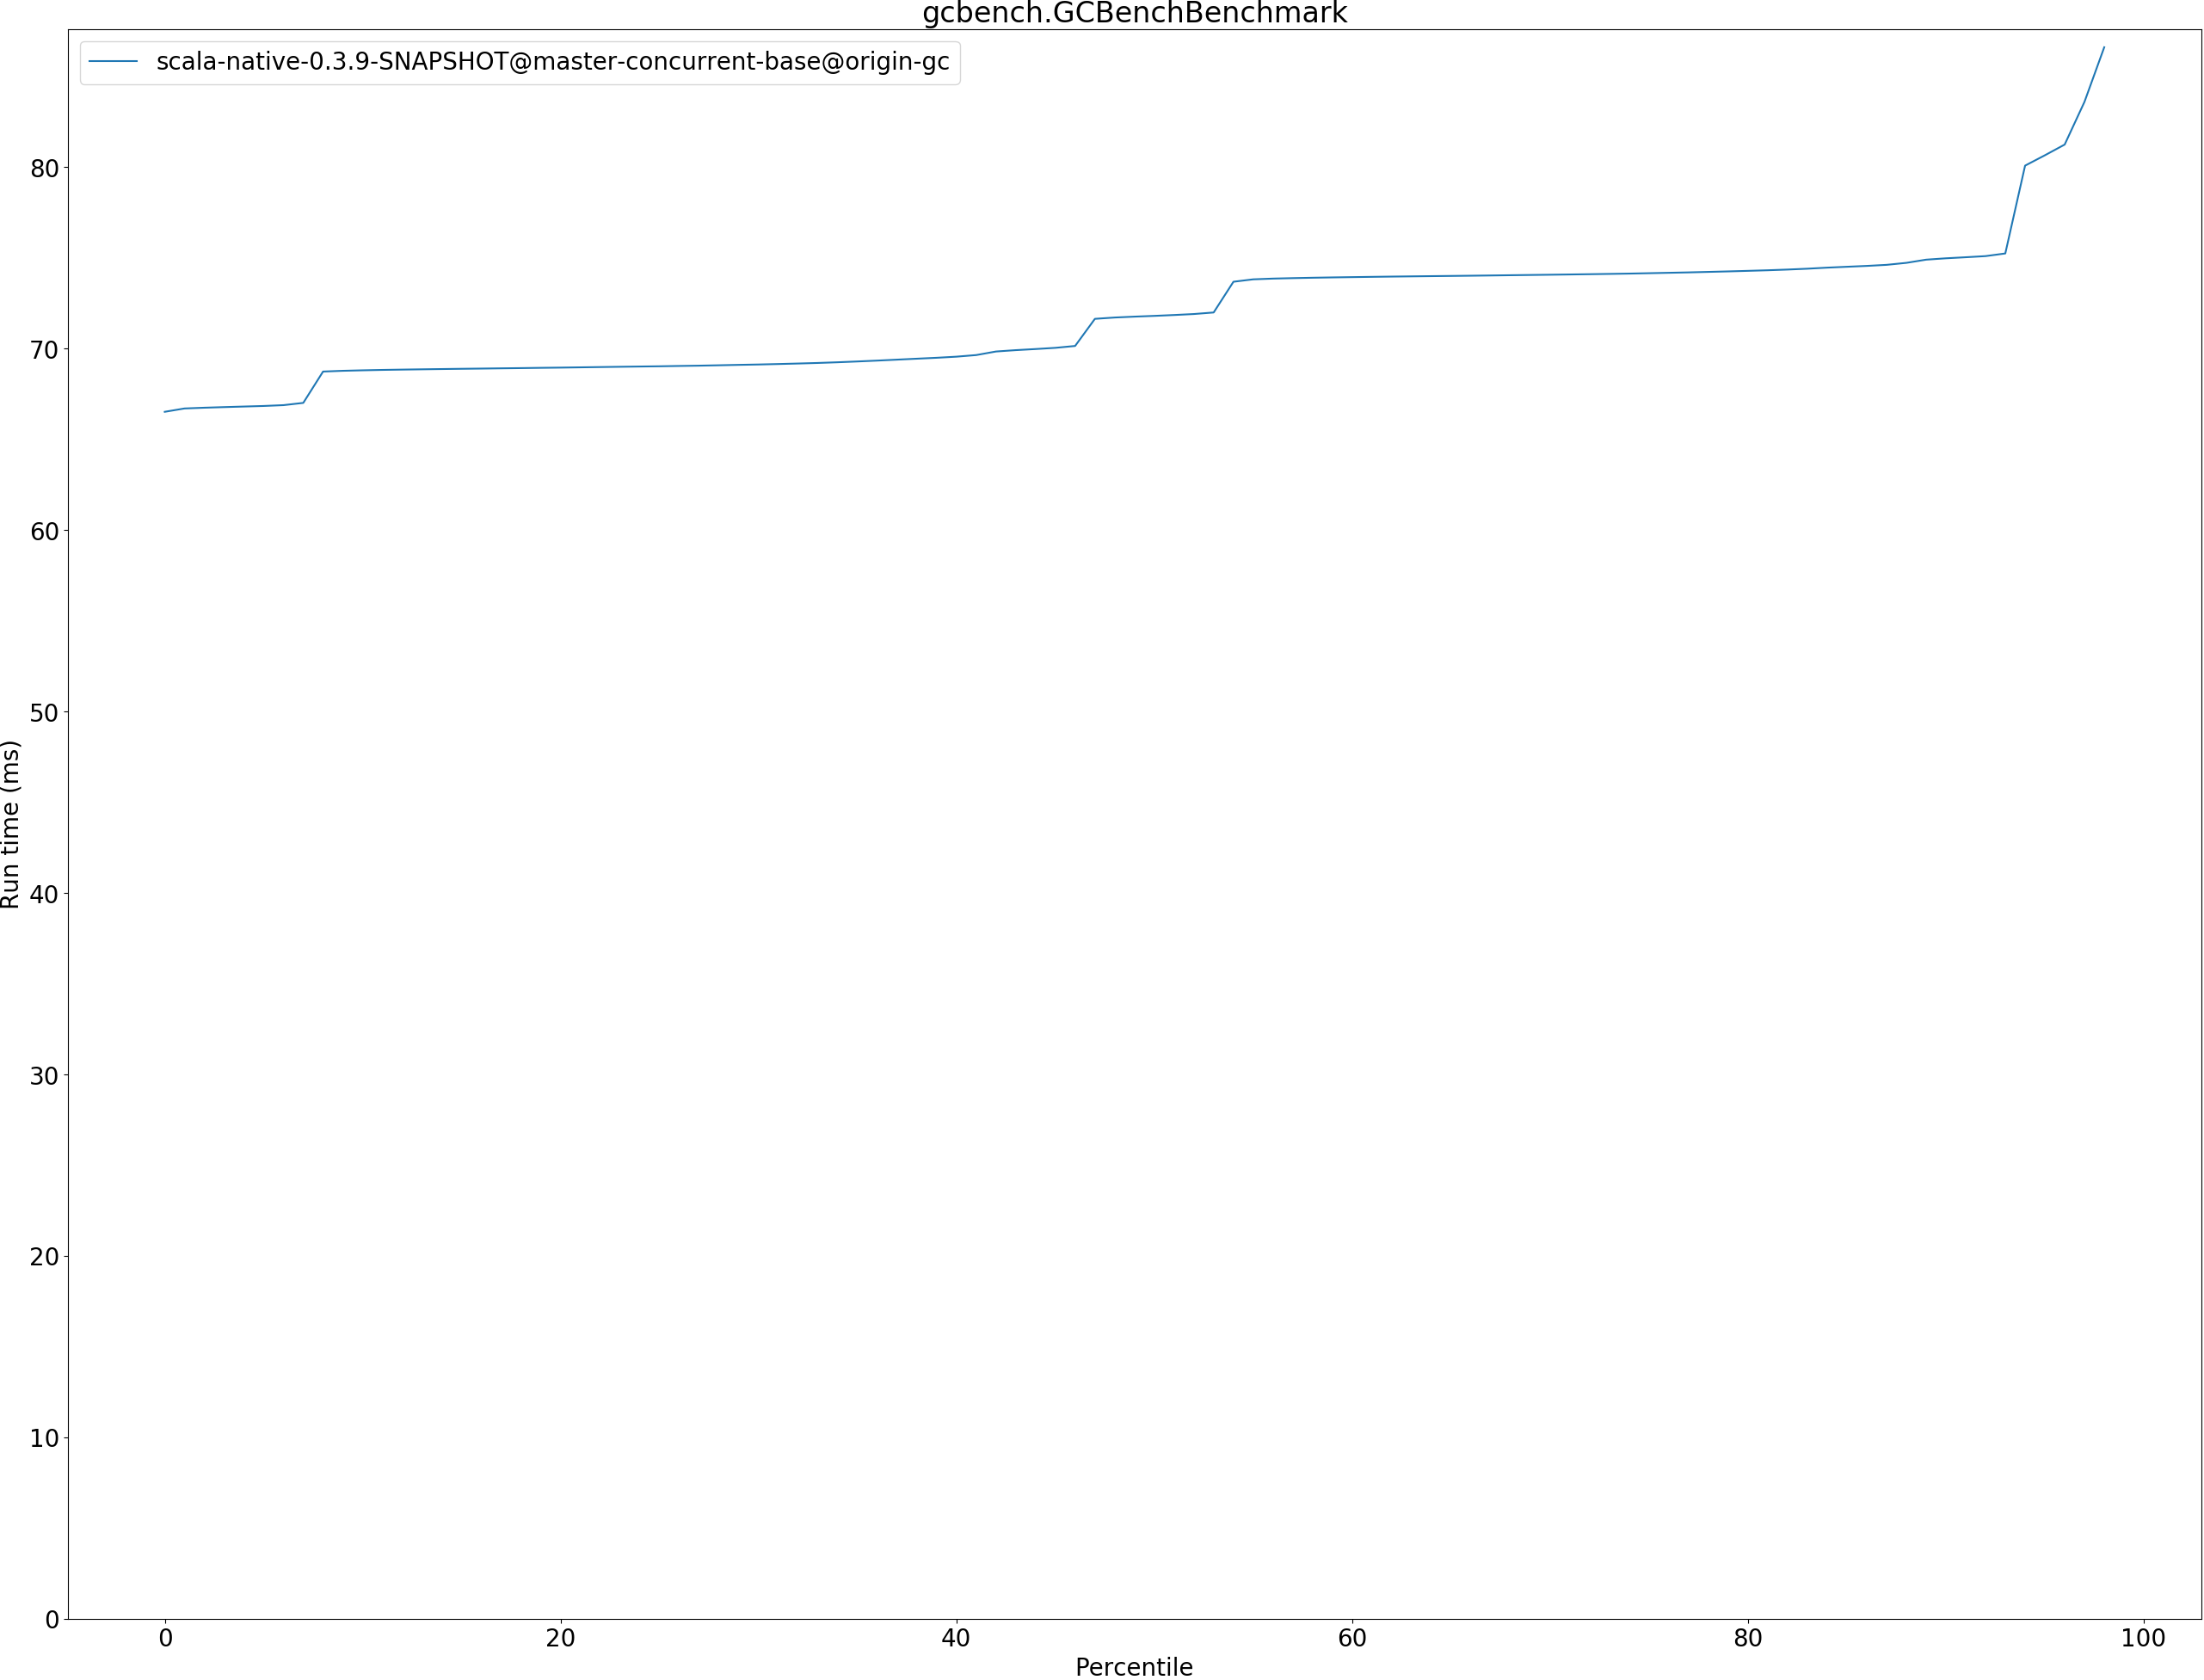 gcbench.GCBenchBenchmark
scala-native-0.3.9-SNAPSHOT@master-concurrent-base@origin-gc
80
70
60
50
40
30
20
10
0
Run time (ms)
0 20 40 60 80 100
Percentile